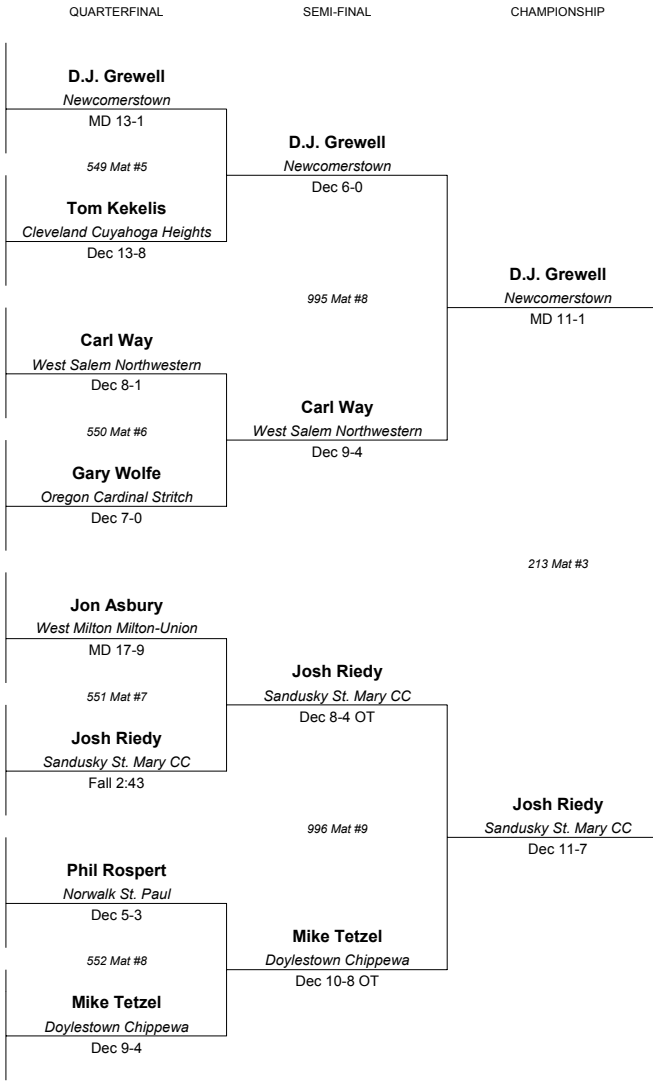 QUARTERFINAL SEMI-FINAL CHAMPIONSHIP
D.J. Grewell
Newcomerstown
MD 13-1
549 Mat #5
Tom Kekelis
Cleveland Cuyahoga Heights
Dec 13-8
Carl Way
West Salem Northwestern
Dec 8-1
550 Mat #6
Gary Wolfe
Oregon Cardinal Stritch
Dec 7-0
Jon Asbury
West Milton Milton-Union
MD 17-9
551 Mat #7
Josh Riedy
Sandusky St. Mary CC
Fall 2:43
Phil Rospert
Norwalk St. Paul
Dec 5-3
552 Mat #8
Mike Tetzel
Doylestown Chippewa
Dec 9-4
D.J. Grewell
Newcomerstown
Dec 6-0
995 Mat #8
Carl Way
West Salem Northwestern
Dec 9-4
Josh Riedy
Sandusky St. Mary CC
Dec 8-4 OT
996 Mat #9
Mike Tetzel
Doylestown Chippewa
Dec 10-8 OT
D.J. Grewell
Newcomerstown
MD 11-1
213 Mat #3
Josh Riedy
Sandusky St. Mary CC
Dec 11-7